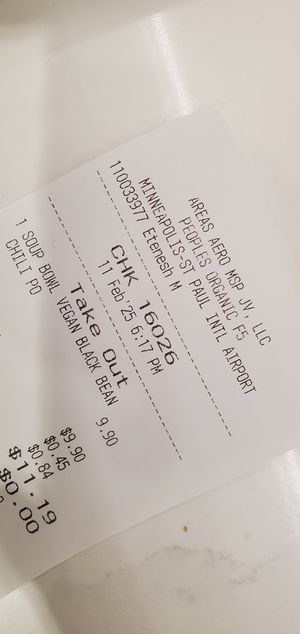 AREAS AERO MSP JV, LLC
PEOPLES ORGANIC F5
MINNEAPOLIS-ST PAUL INTL AIRPORT
110033977 Etenesh M
CHK 16026
11 Feb'25 6:17 PM
Take Out
1 SOUP BOWL VEGAN BLACK BEAN 9.90
CHILI PO
$9.90
$0.45
$0.84
$11.19
$0.00